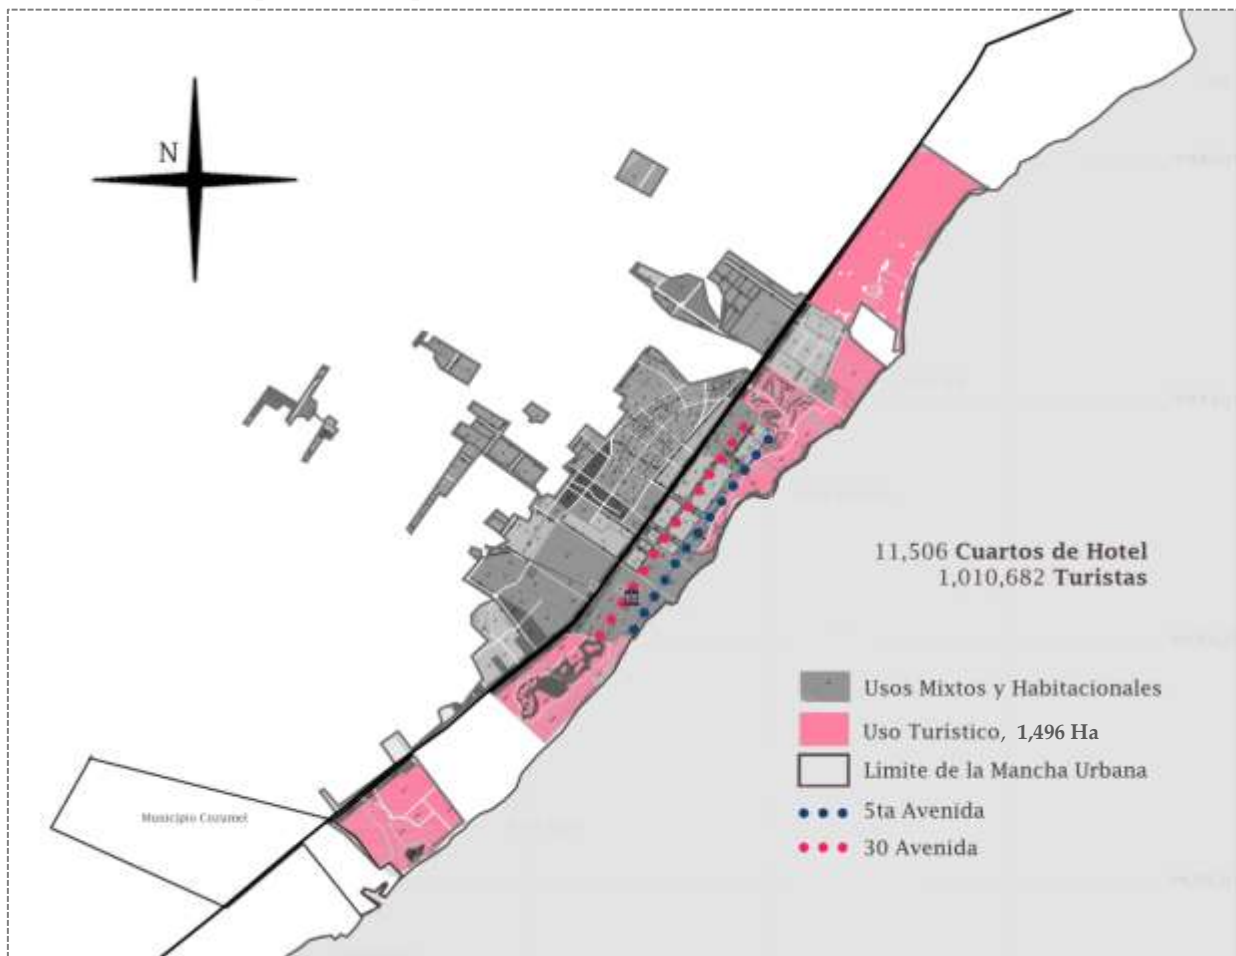 N
11,506 Cuartos de Hotel
1,010,682 Turistas
Usos Mixtos y Habitacionales
Uso Turístico, 1,496 Ha
Limite de la Mancha Urbana
5ta Avenida
30 Avenida
Municipio Cozumel